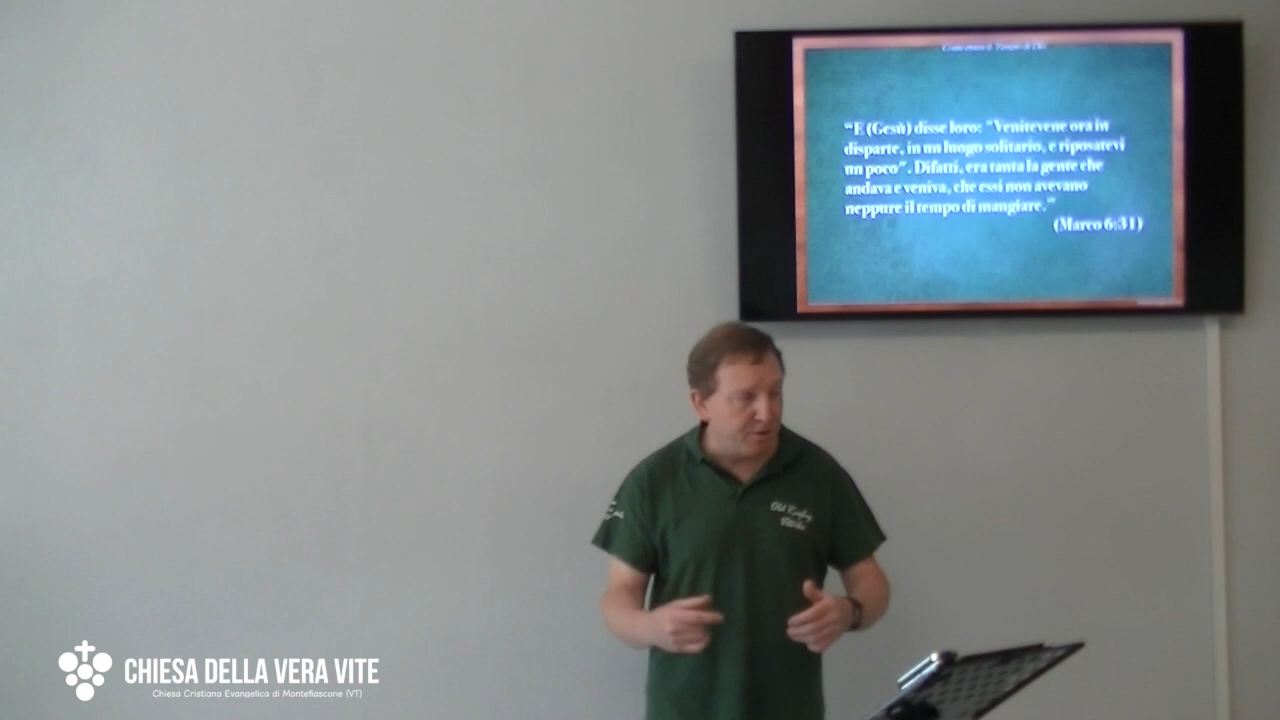 "E (Gesù) disse loro: "Venitevene ora in
disparte, in un luogo solitario, e riposatevi
un poco". Difatti, era tanta la gente che
andava e veniva, che essi non avevano
neppure il tempo di mangiare."
(Marco 6:31)
Old
CHIESA DELLA VERA VITE
Chiesa Cristiana Evangelica di Montefiascone (VT)